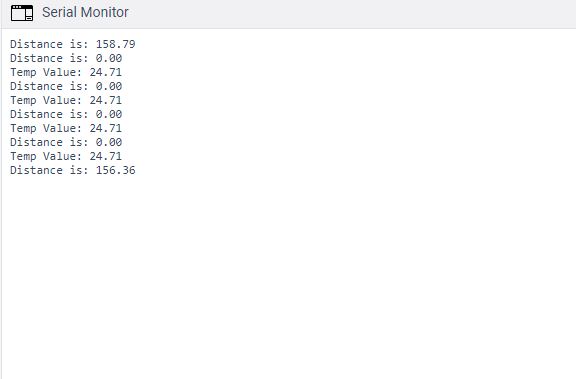 Serial Monitor
Distance is: 158.79
Distance is: 0.00
Temp Value: 24.71
Distance is: 0.00
Temp Value: 24.71
Distance is: 0.00
Temp Value: 24.71
Distance is: 0.00
Temp Value: 24.71
Distance is: 156.36